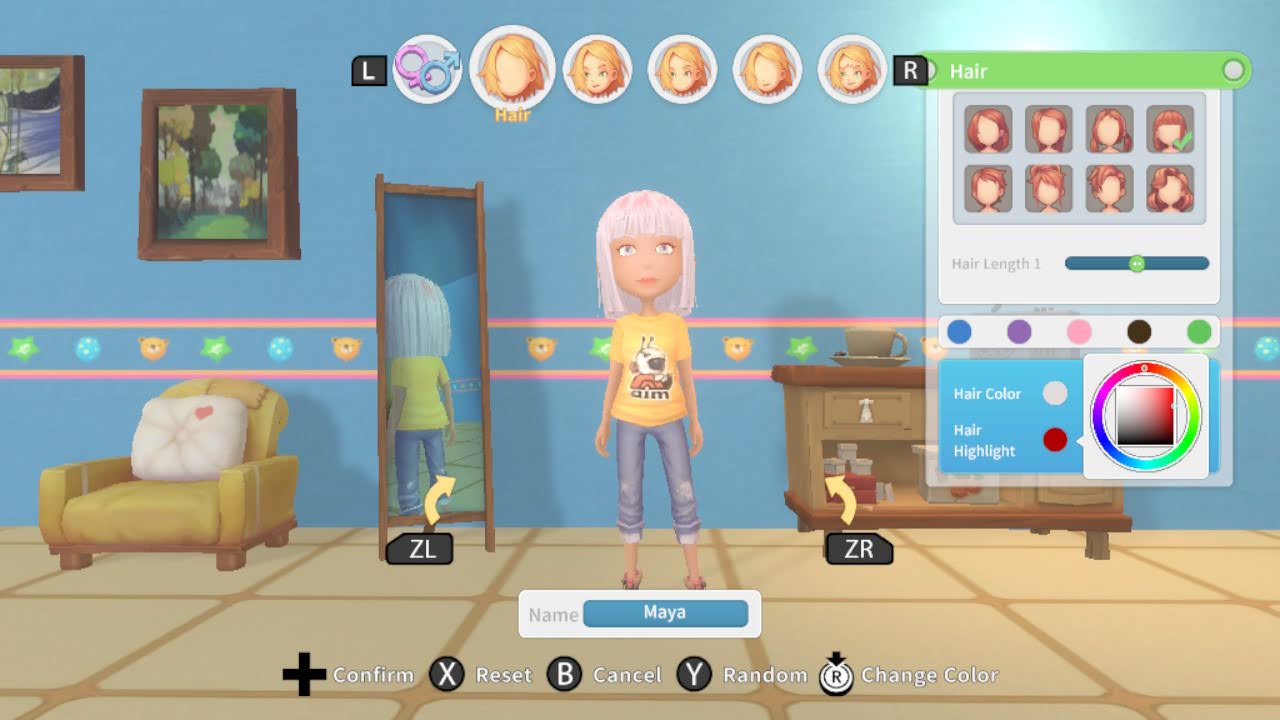 L
R
Hair
Hair
Hair Length 1
Hair Color
Hair
Highlight
aim
ZL
ZR
Name Maya
Confirm X Reset B Cancel Y Random R Change Color